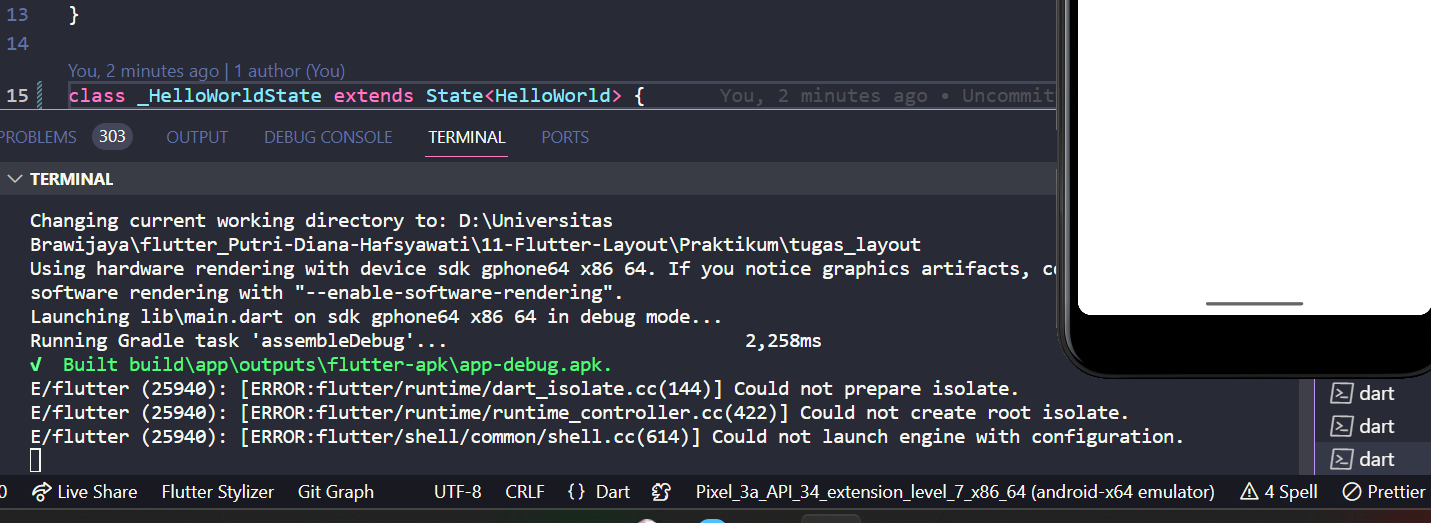 13 }
14
You, 2 minutes ago | 1 author (You)
15 class _HelloWorldState extends State<HelloWorld> { You, 2 minutes ago • Uncommit
PROBLEMS 303 OUTPUT DEBUG CONSOLE TERMINAL PORTS
TERMINAL
Changing current working directory to: D:\Universitas
Brawijaya\flutter_Putri-Diana-Hafsyawati\11-Flutter-Layout\Praktikum\tugas_layout
Using hardware rendering with device sdk gphone64 x86 64. If you notice graphics artifacts, co
software rendering with "--enable-software-rendering".
Launching lib\main.dart on sdk gphone64 x86 64 in debug mode...
Running Gradle task 'assembleDebug'... 2,258ms
√ Built build\app\outputs\flutter-apk\app-debug.apk.
E/flutter (25940): [ERROR:flutter/runtime/dart_isolate.cc(144)] Could not prepare isolate.
E/flutter (25940): [ERROR:flutter/runtime/runtime_controller.cc(422)] Could not create root isolate.
E/flutter (25940): [ERROR:flutter/shell/common/shell.cc(614)] Could not launch engine with configuration.
dart
dart
dart
0 Live Share Flutter Stylizer Git Graph UTF-8 CRLF {} Dart Pixel_3a_API_34_extension_level_7_x86_64 (android-x64 emulator) 4 Spell Prettier